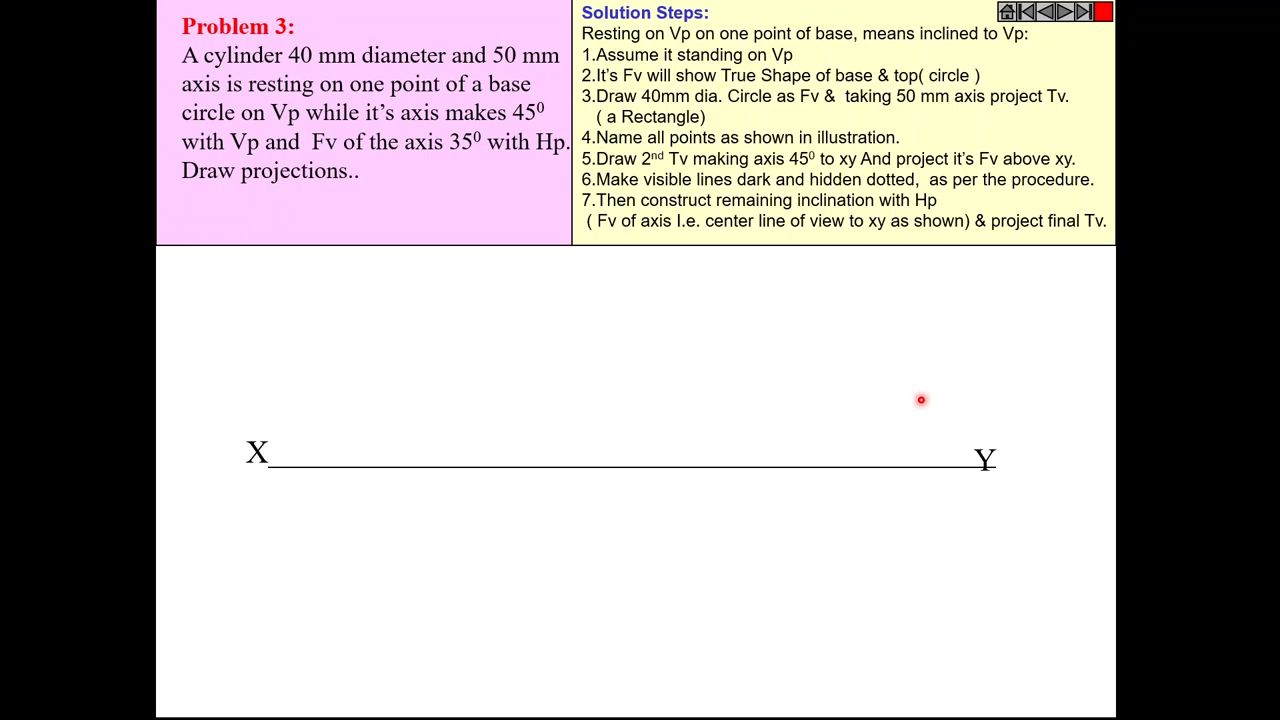 Problem 3:
A cylinder 40 mm diameter and 50 mm
axis is resting on one point of a base
circle on Vp while it’s axis makes 45⁰
with Vp and  Fv of the axis 35⁰ with Hp.
Draw projections..
Solution Steps:
Resting on Vp on one point of base, means inclined to Vp:
1.Assume it standing on Vp
2.It’s Fv will show True Shape of base & top( circle )
3.Draw 40mm dia. Circle as Fv &  taking 50 mm axis project Tv.
( a Rectangle)
4.Name all points as shown in illustration.
5.Draw 2ⁿᵈ Tv making axis 45⁰ to xy And project it’s Fv above xy.
6.Make visible lines dark and hidden dotted,  as per the procedure.
7.Then construct remaining inclination with Hp
( Fv of axis I.e. center line of view to xy as shown) & project final Tv.
X
Y